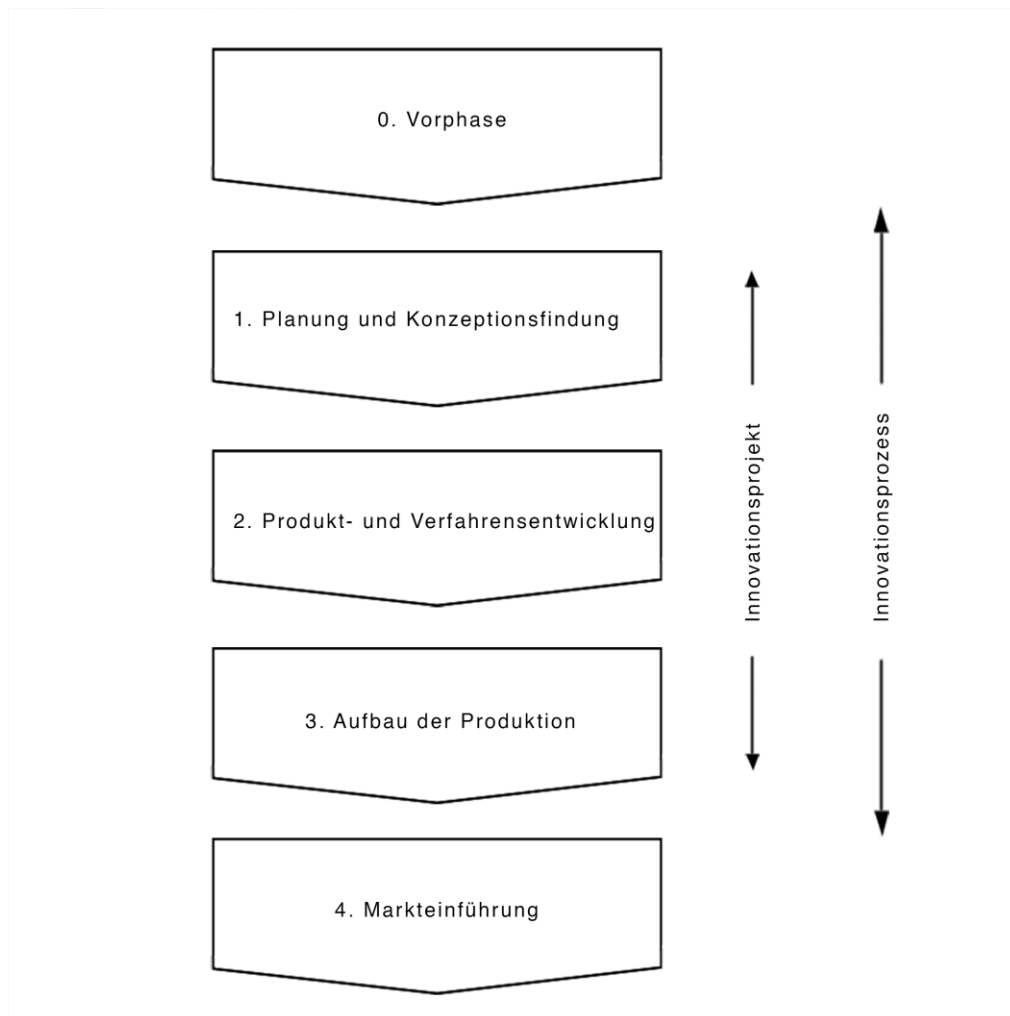 0. Vorphase
1. Planung und Konzeptionsfindung
2. Produkt- und Verfahrensentwicklung
3. Aufbau der Produktion
4. Markteinführung
Innovationsprojekt
Innovationsprozess